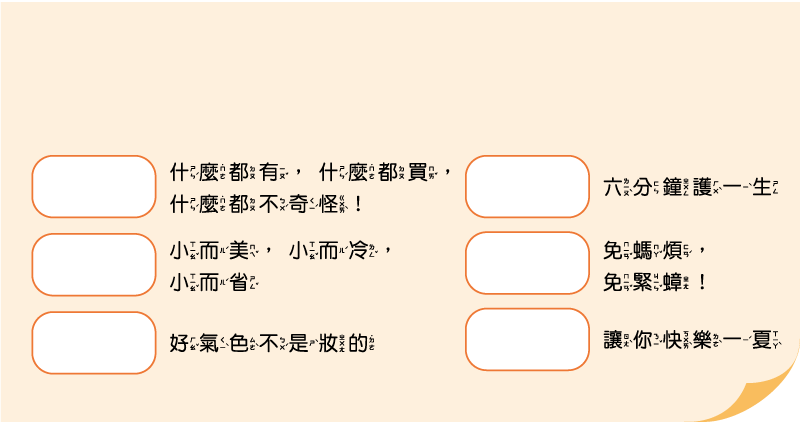 什麼都有，什麼都買，
什麼都不奇怪！
小而美，小而冷，
小而省
好氣色不是妝的
六分鐘護一生
免螞煩，
免緊蟑！
讓你快樂一夏